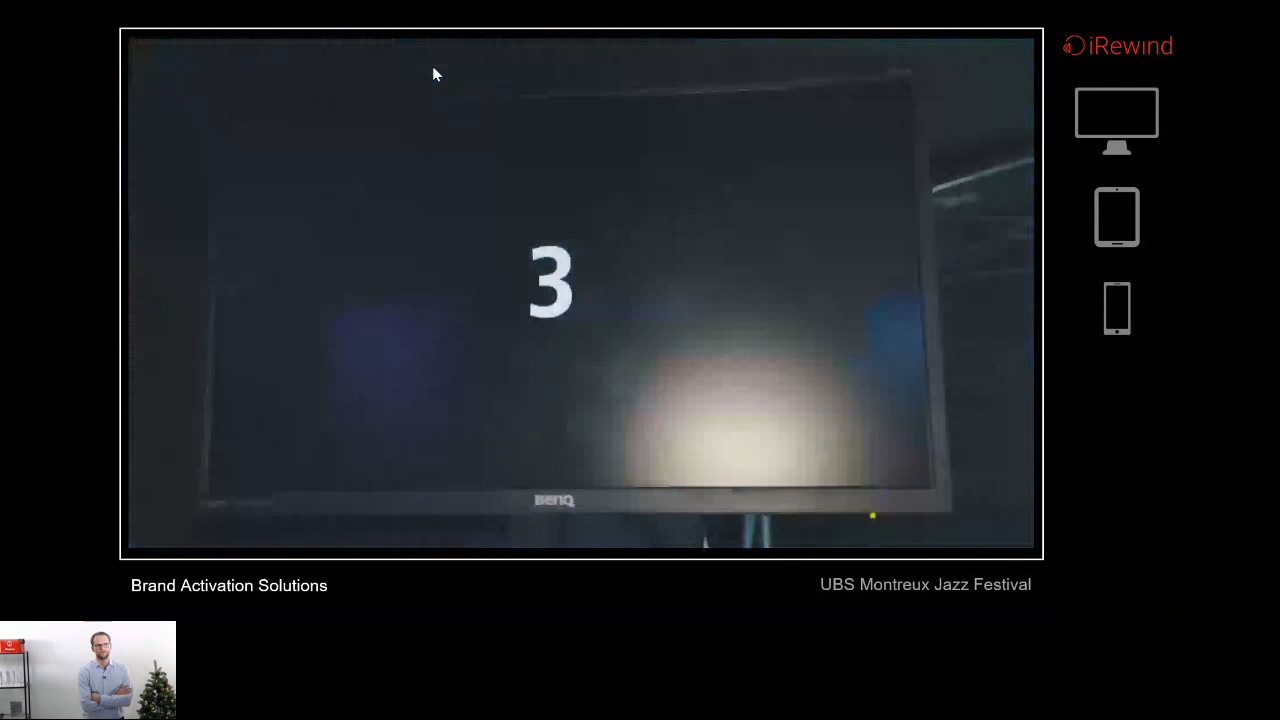 iRewind
3
BenQ
Brand Activation Solutions
UBS Montreux Jazz Festival